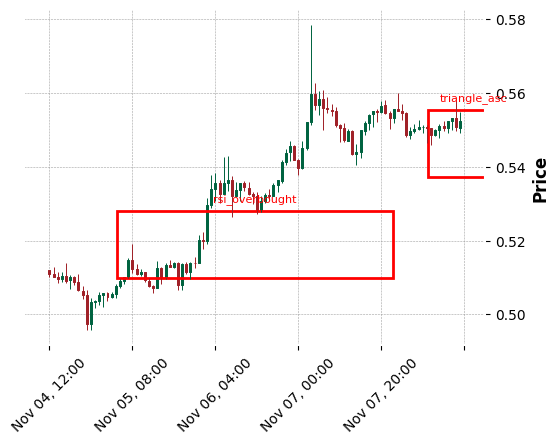 0.58
0.56
triangle_asc
0.54
Price
rsi_overbought
0.52
0.50
Nov 04, 12:00
Nov 05, 08:00
Nov 06, 04:00
Nov 07, 00:00
Nov 07, 20:00